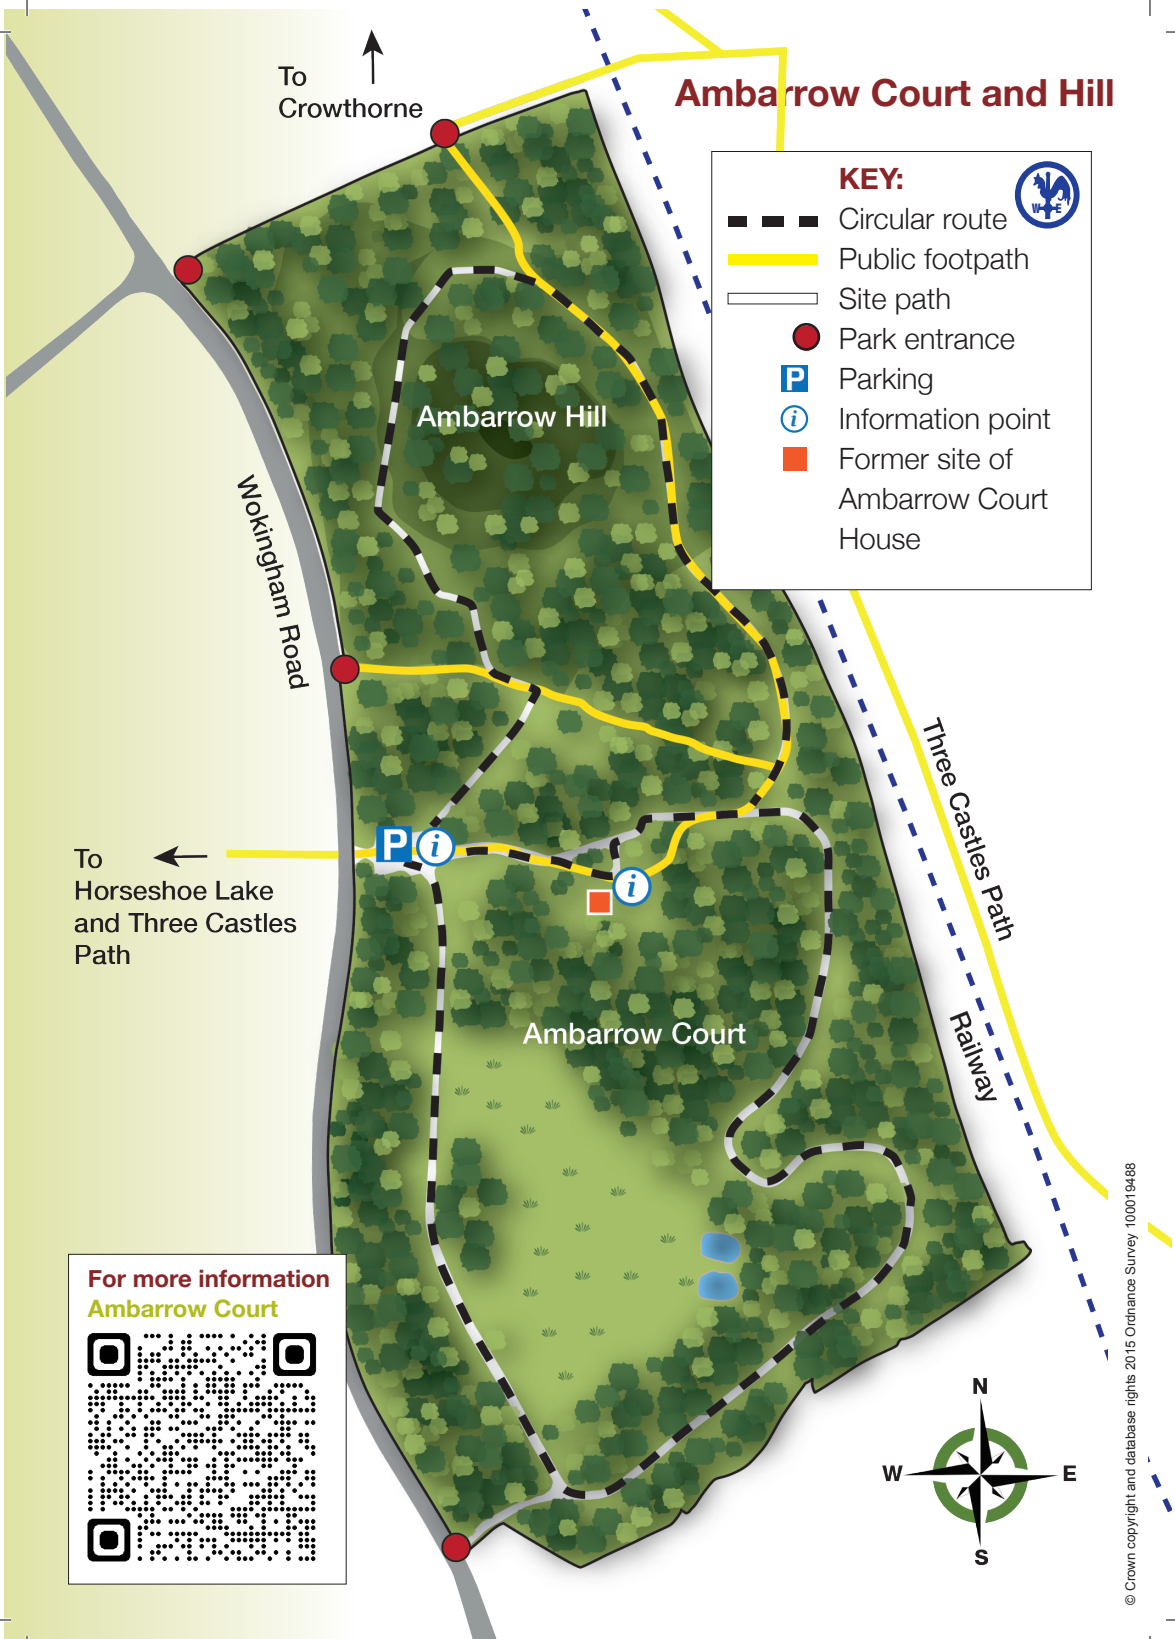 To
Crowthorne
Ambarrow Court and Hill
KEY:
W E
Circular route
Public footpath
Site path
Park entrance
P Parking
i Information point
Former site of
Ambarrow Court
House
Ambarrow Hill
Wokingham Road
Three Castles Path
P i
To
Horseshoe Lake
and Three Castles
Path
i
Ambarrow Court
Railway
For more information
Ambarrow Court
N
W E
S
© Crown copyright and database rights 2015 Ordnance Survey 100019488